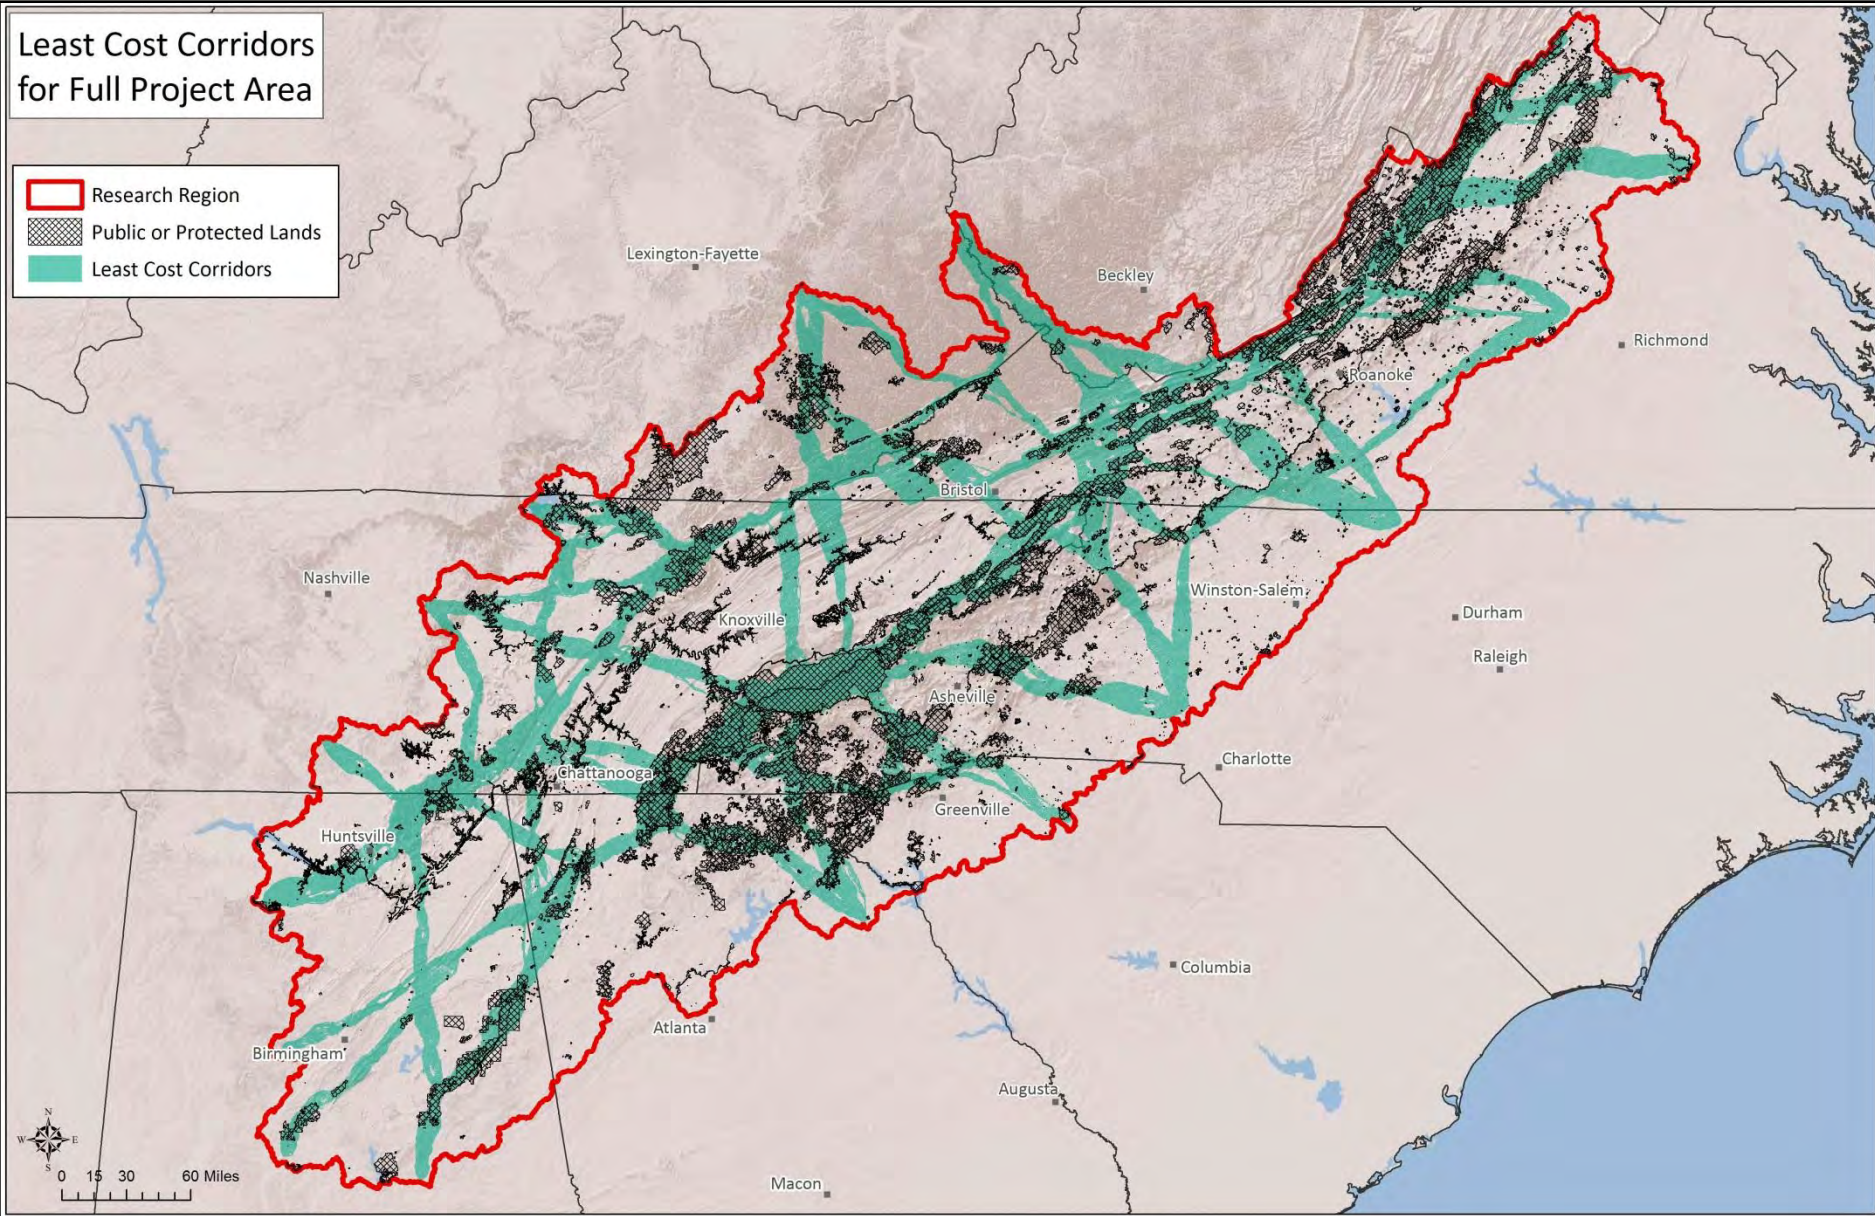 Least Cost Corridors
for Full Project Area
Research Region
Public or Protected Lands
Least Cost Corridors
Lexington-Fayette
Beckley
Richmond
Roanoke
Bristol
Nashville
Winston-Salem
Knoxville
Durham
Raleigh
Asheville
Charlotte
Chattanooga
Greenville
Huntsville
Columbia
Atlanta
Birmingham
Augusta
Macon
N
W E
S
0 15 30 60 Miles